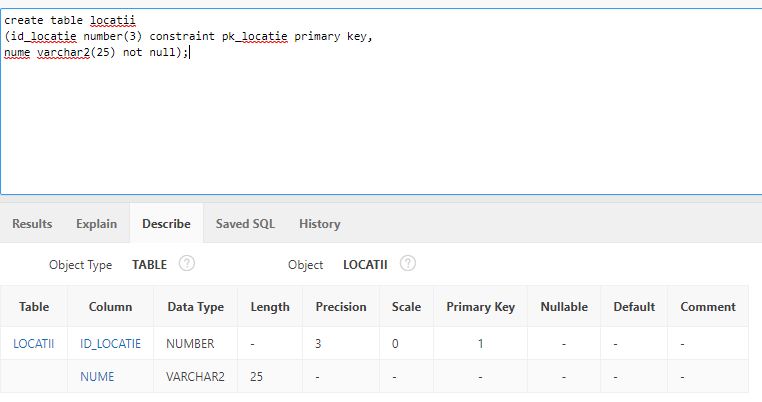 create table locatii
(id_locatie number(3) constraint pk_locatie primary key,
nume varchar2(25) not null);
Results Explain Describe Saved SQL History
Object Type TABLE ? Object LOCATII ?
Table Column Data Type Length Precision Scale Primary Key Nullable Default Comment
LOCATII ID_LOCATIE NUMBER - 3 0 1 - - -
NUME VARCHAR2 25 - - - - - -